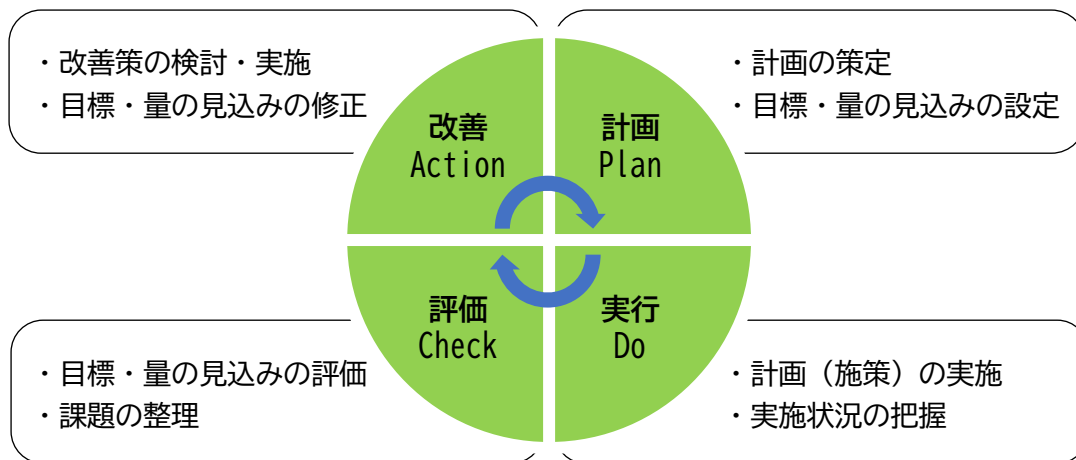 ・改善策の検討・実施
・目標・量の見込みの修正
改善
Action
計画
Plan
・計画の策定
・目標・量の見込みの設定
・目標・量の見込みの評価
・課題の整理
評価
Check
実行
Do
・計画（施策）の実施
・実施状況の把握